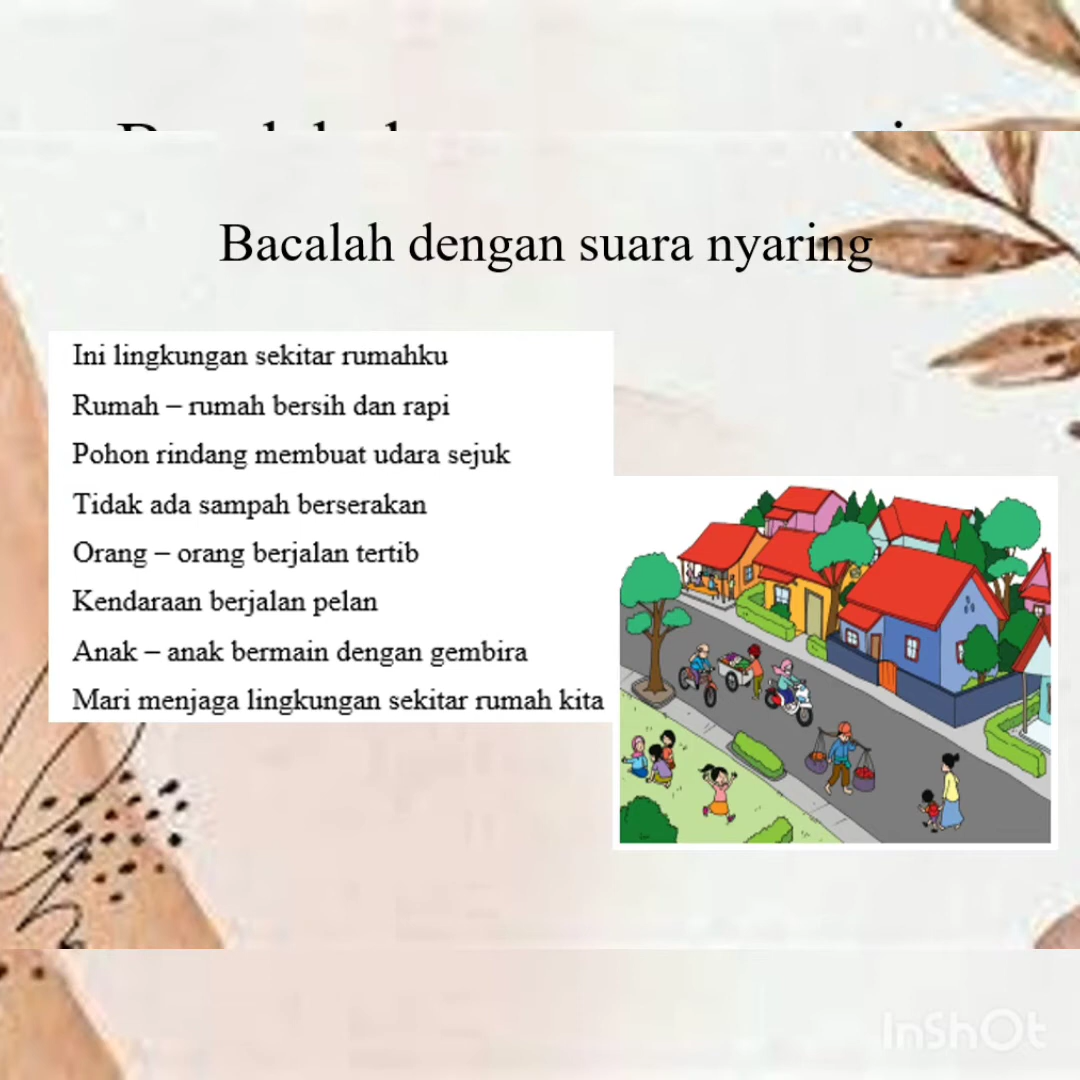 Bacalah dengan suara nyaring
Ini lingkungan sekitar rumahku
Rumah – rumah bersih dan rapi
Pohon rindang membuat udara sejuk
Tidak ada sampah berserakan
Orang – orang berjalan tertib
Kendaraan berjalan pelan
Anak – anak bermain dengan gembira
Mari menjaga lingkungan sekitar rumah kita
InShOt